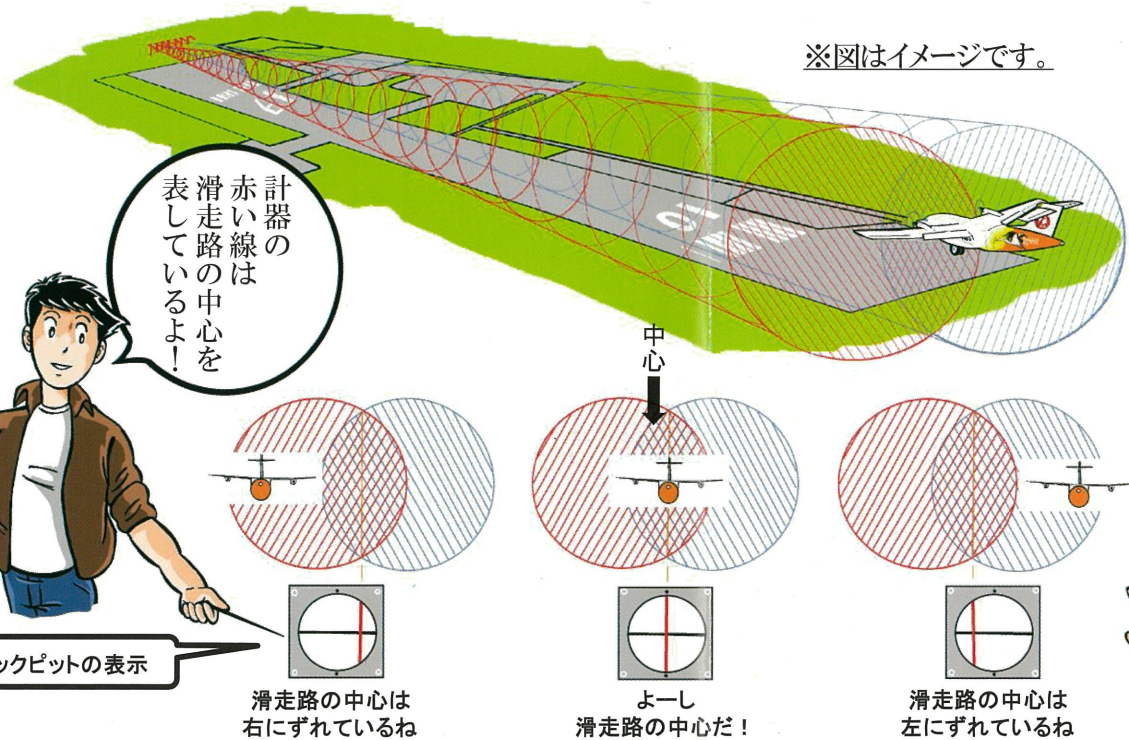 ※図はイメージです。
計器の
赤い線は
滑走路の中心を
表しているよ！
中心
ックピットの表示
滑走路の中心は
右にずれているね
よーし
滑走路の中心だ！
滑走路の中心は
左にずれているね